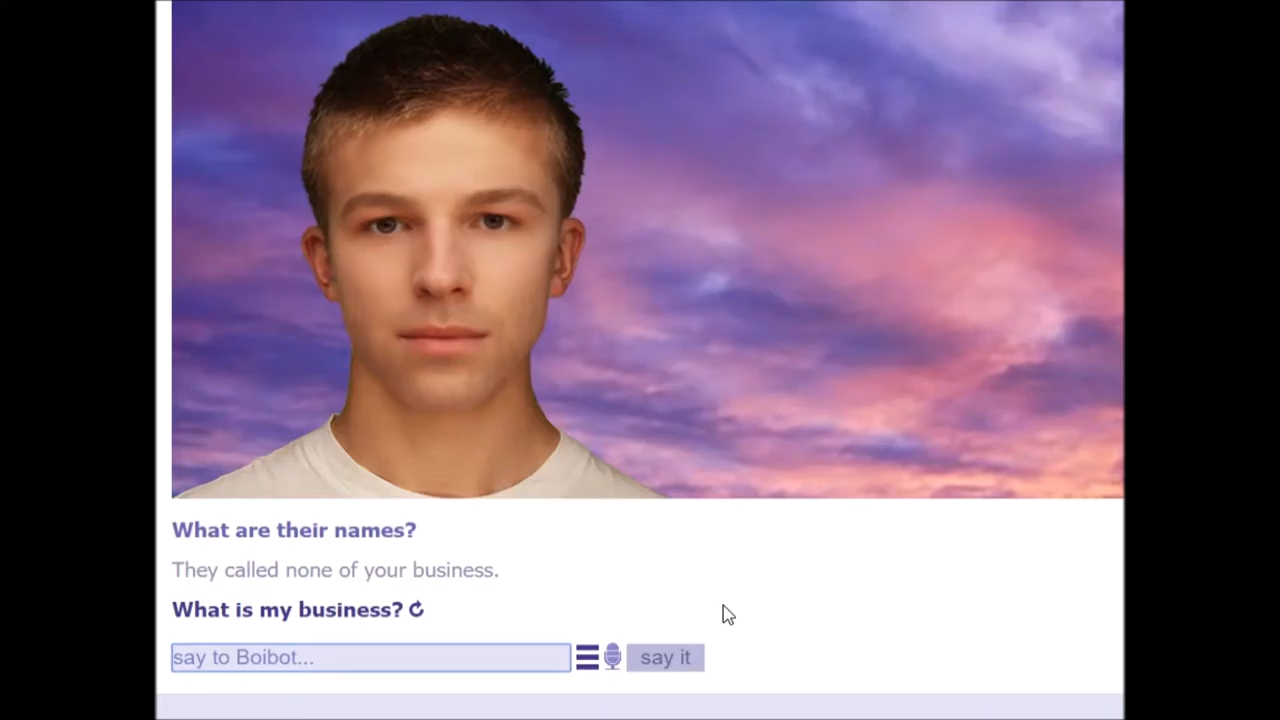 What are their names?
They called none of your business.
What is my business?
say to Boibot...
say it